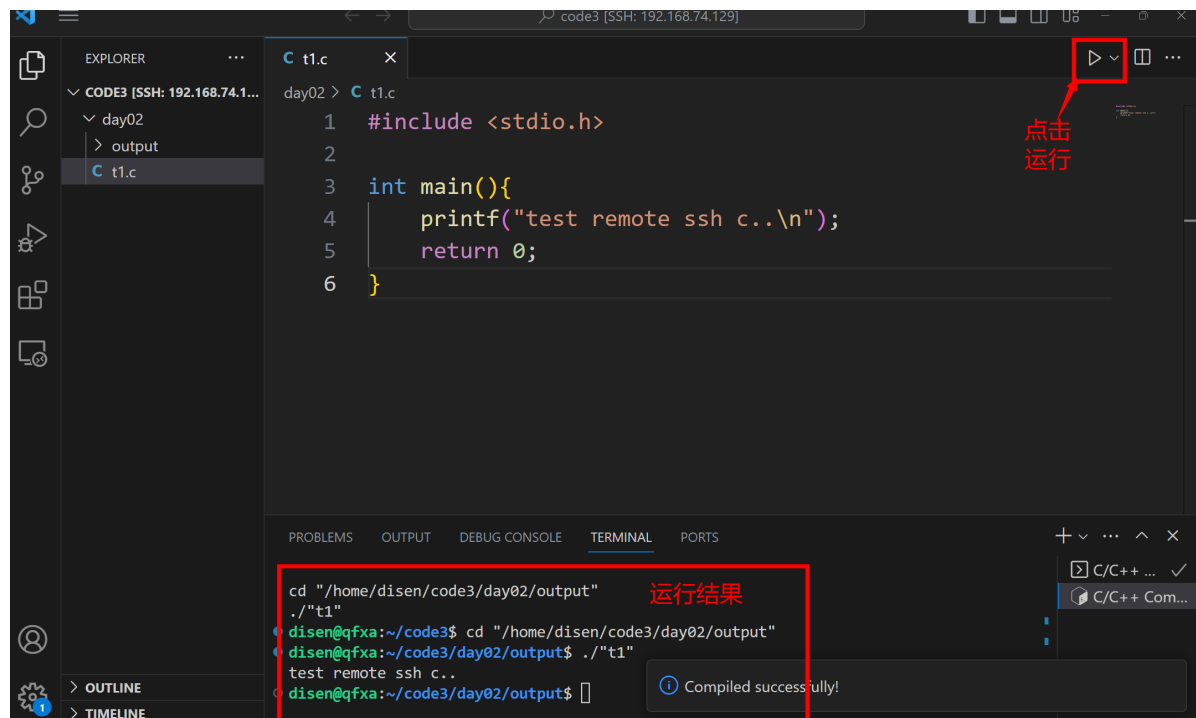 code3 [SSH: 192.168.74.129]
EXPLORER
t1.c
CODE3 [SSH: 192.168.74.1...
day02
output
t1.c
day02 > C t1.c
点击
运行
1 #include <stdio.h>
2
3 int main(){
4 printf("test remote ssh c..\n");
5 return 0;
6 }
PROBLEMS OUTPUT DEBUG CONSOLE TERMINAL PORTS
运行结果
cd "/home/disen/code3/day02/output"
./"t1"
disen@qfxa:~/code3$ cd "/home/disen/code3/day02/output"
disen@qfxa:~/code3/day02/output$ ./"t1"
test remote ssh c..
disen@qfxa:~/code3/day02/output$
C/C++ ...
C/C++ Com...
Compiled successfully!
OUTLINE
TIMELINE
1